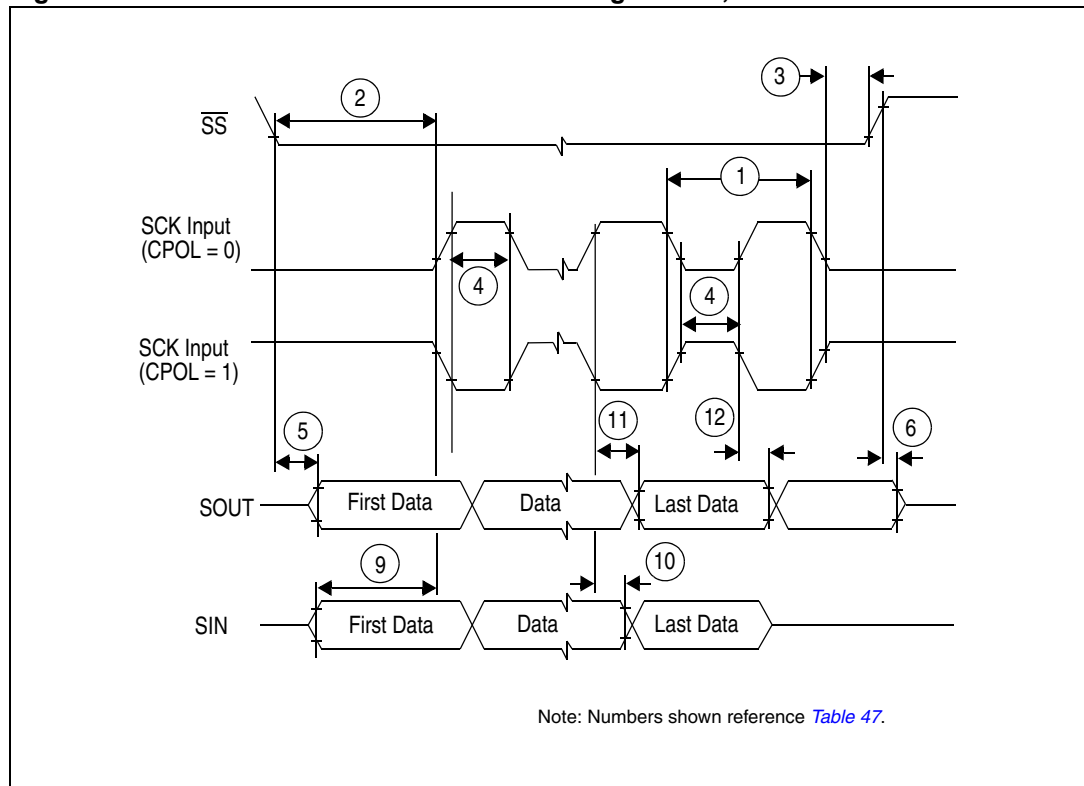 3
2
SS
1
SCK Input
(CPOL = 0)
4
4
SCK Input
(CPOL = 1)
11
12
5
6
SOUT
First Data
Data
Last Data
10
9
SIN
First Data
Data
Last Data
Note: Numbers shown reference Table 47.